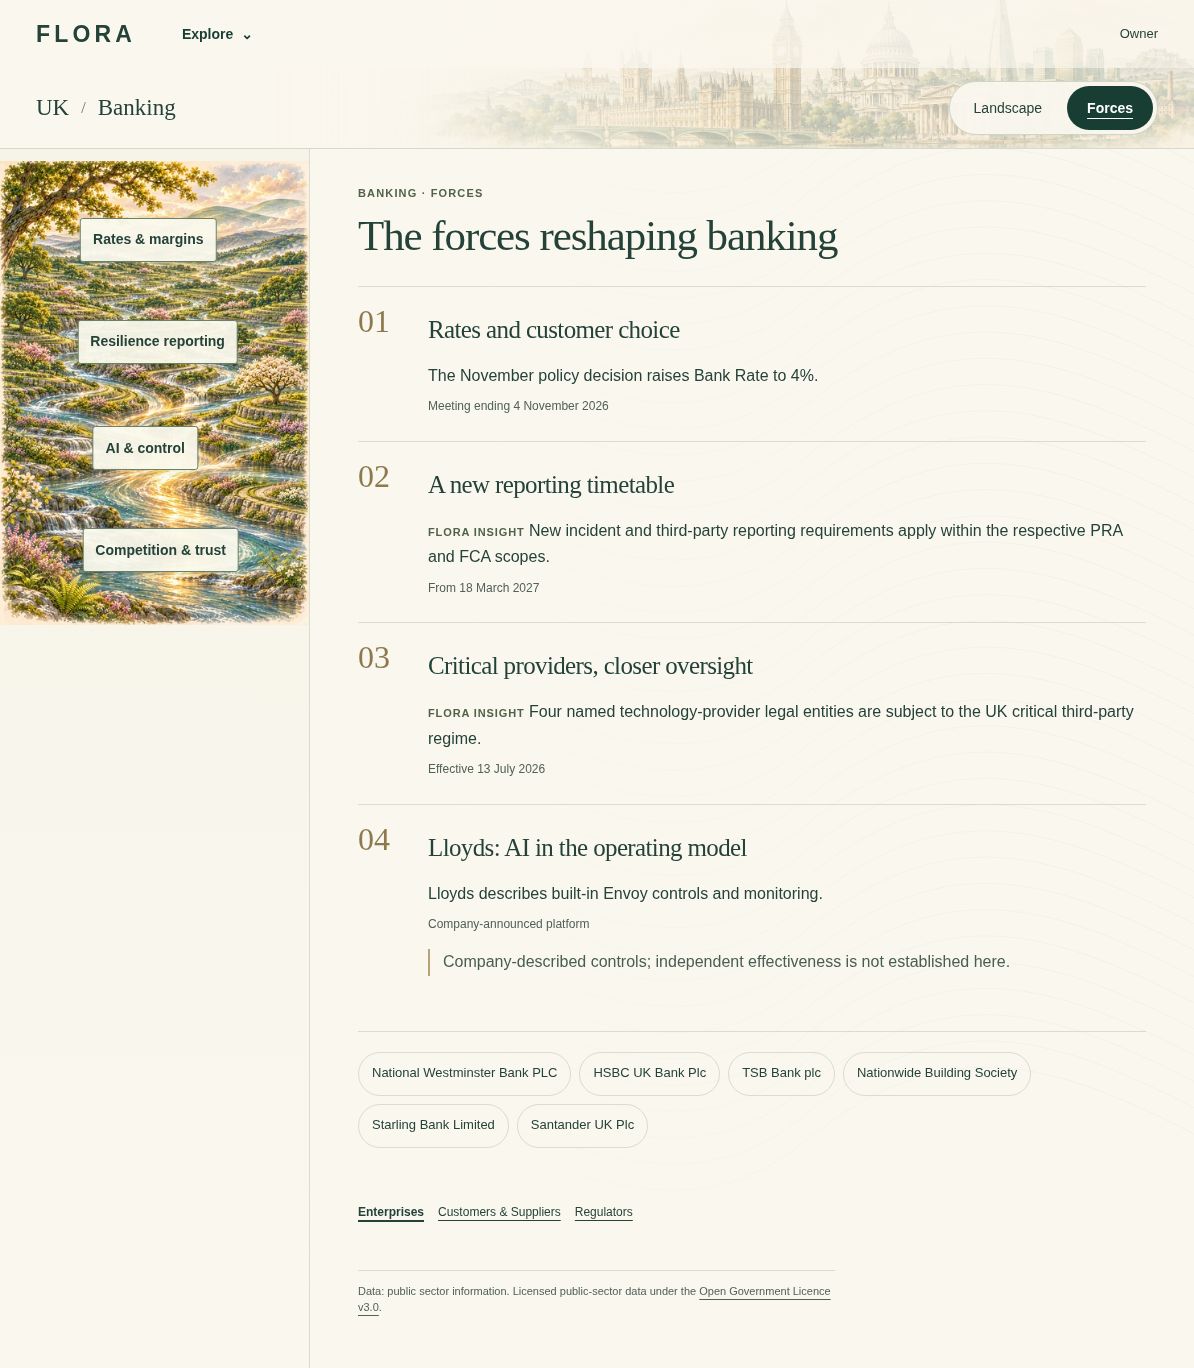 FLORA
Explore
Owner
UK / Banking
Landscape
Forces
Rates & margins
Resilience reporting
AI & control
Competition & trust
BANKING · FORCES
The forces reshaping banking
01
Rates and customer choice
The November policy decision raises Bank Rate to 4%.
Meeting ending 4 November 2026
02
A new reporting timetable
FLORA INSIGHT New incident and third-party reporting requirements apply within the respective PRA
and FCA scopes.
From 18 March 2027
03
Critical providers, closer oversight
FLORA INSIGHT Four named technology-provider legal entities are subject to the UK critical third-party
regime.
Effective 13 July 2026
04
Lloyds: AI in the operating model
Lloyds describes built-in Envoy controls and monitoring.
Company-announced platform
Company-described controls; independent effectiveness is not established here.
National Westminster Bank PLC
HSBC UK Bank Plc
TSB Bank plc
Nationwide Building Society
Starling Bank Limited
Santander UK Plc
Enterprises
Customers & Suppliers
Regulators
Data: public sector information. Licensed public-sector data under the Open Government Licence
v3.0.